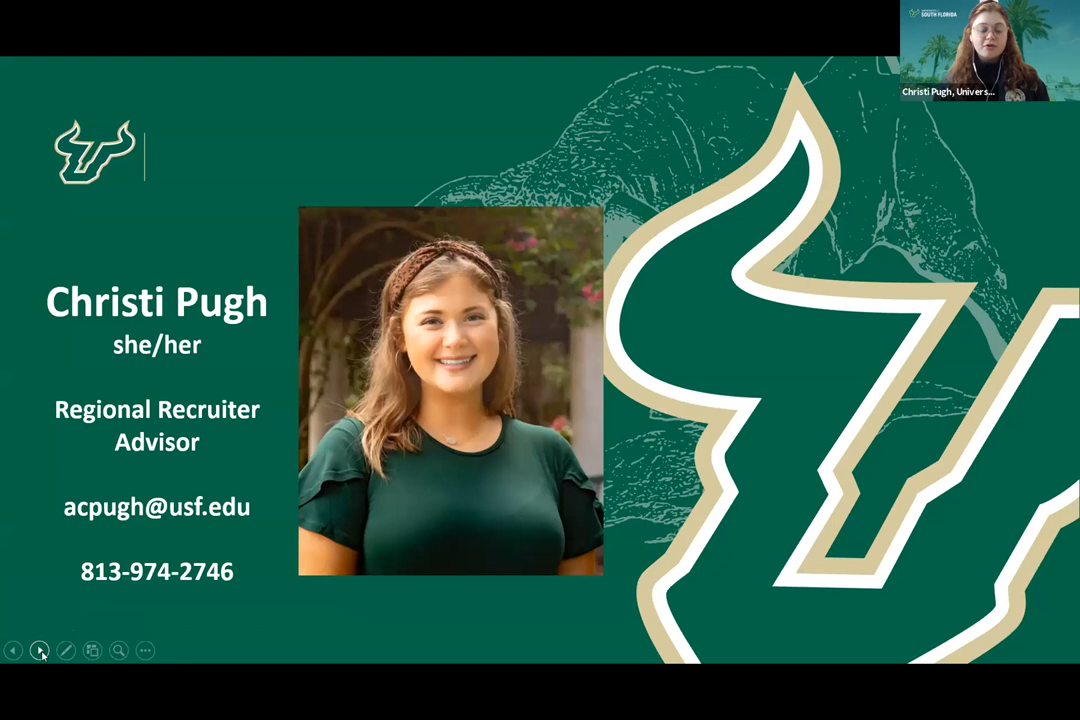 SOUTH FLORIDA
Christi Pugh, Univers...
Christi Pugh
she/her
Regional Recruiter
Advisor
acpugh@usf.edu
813-974-2746